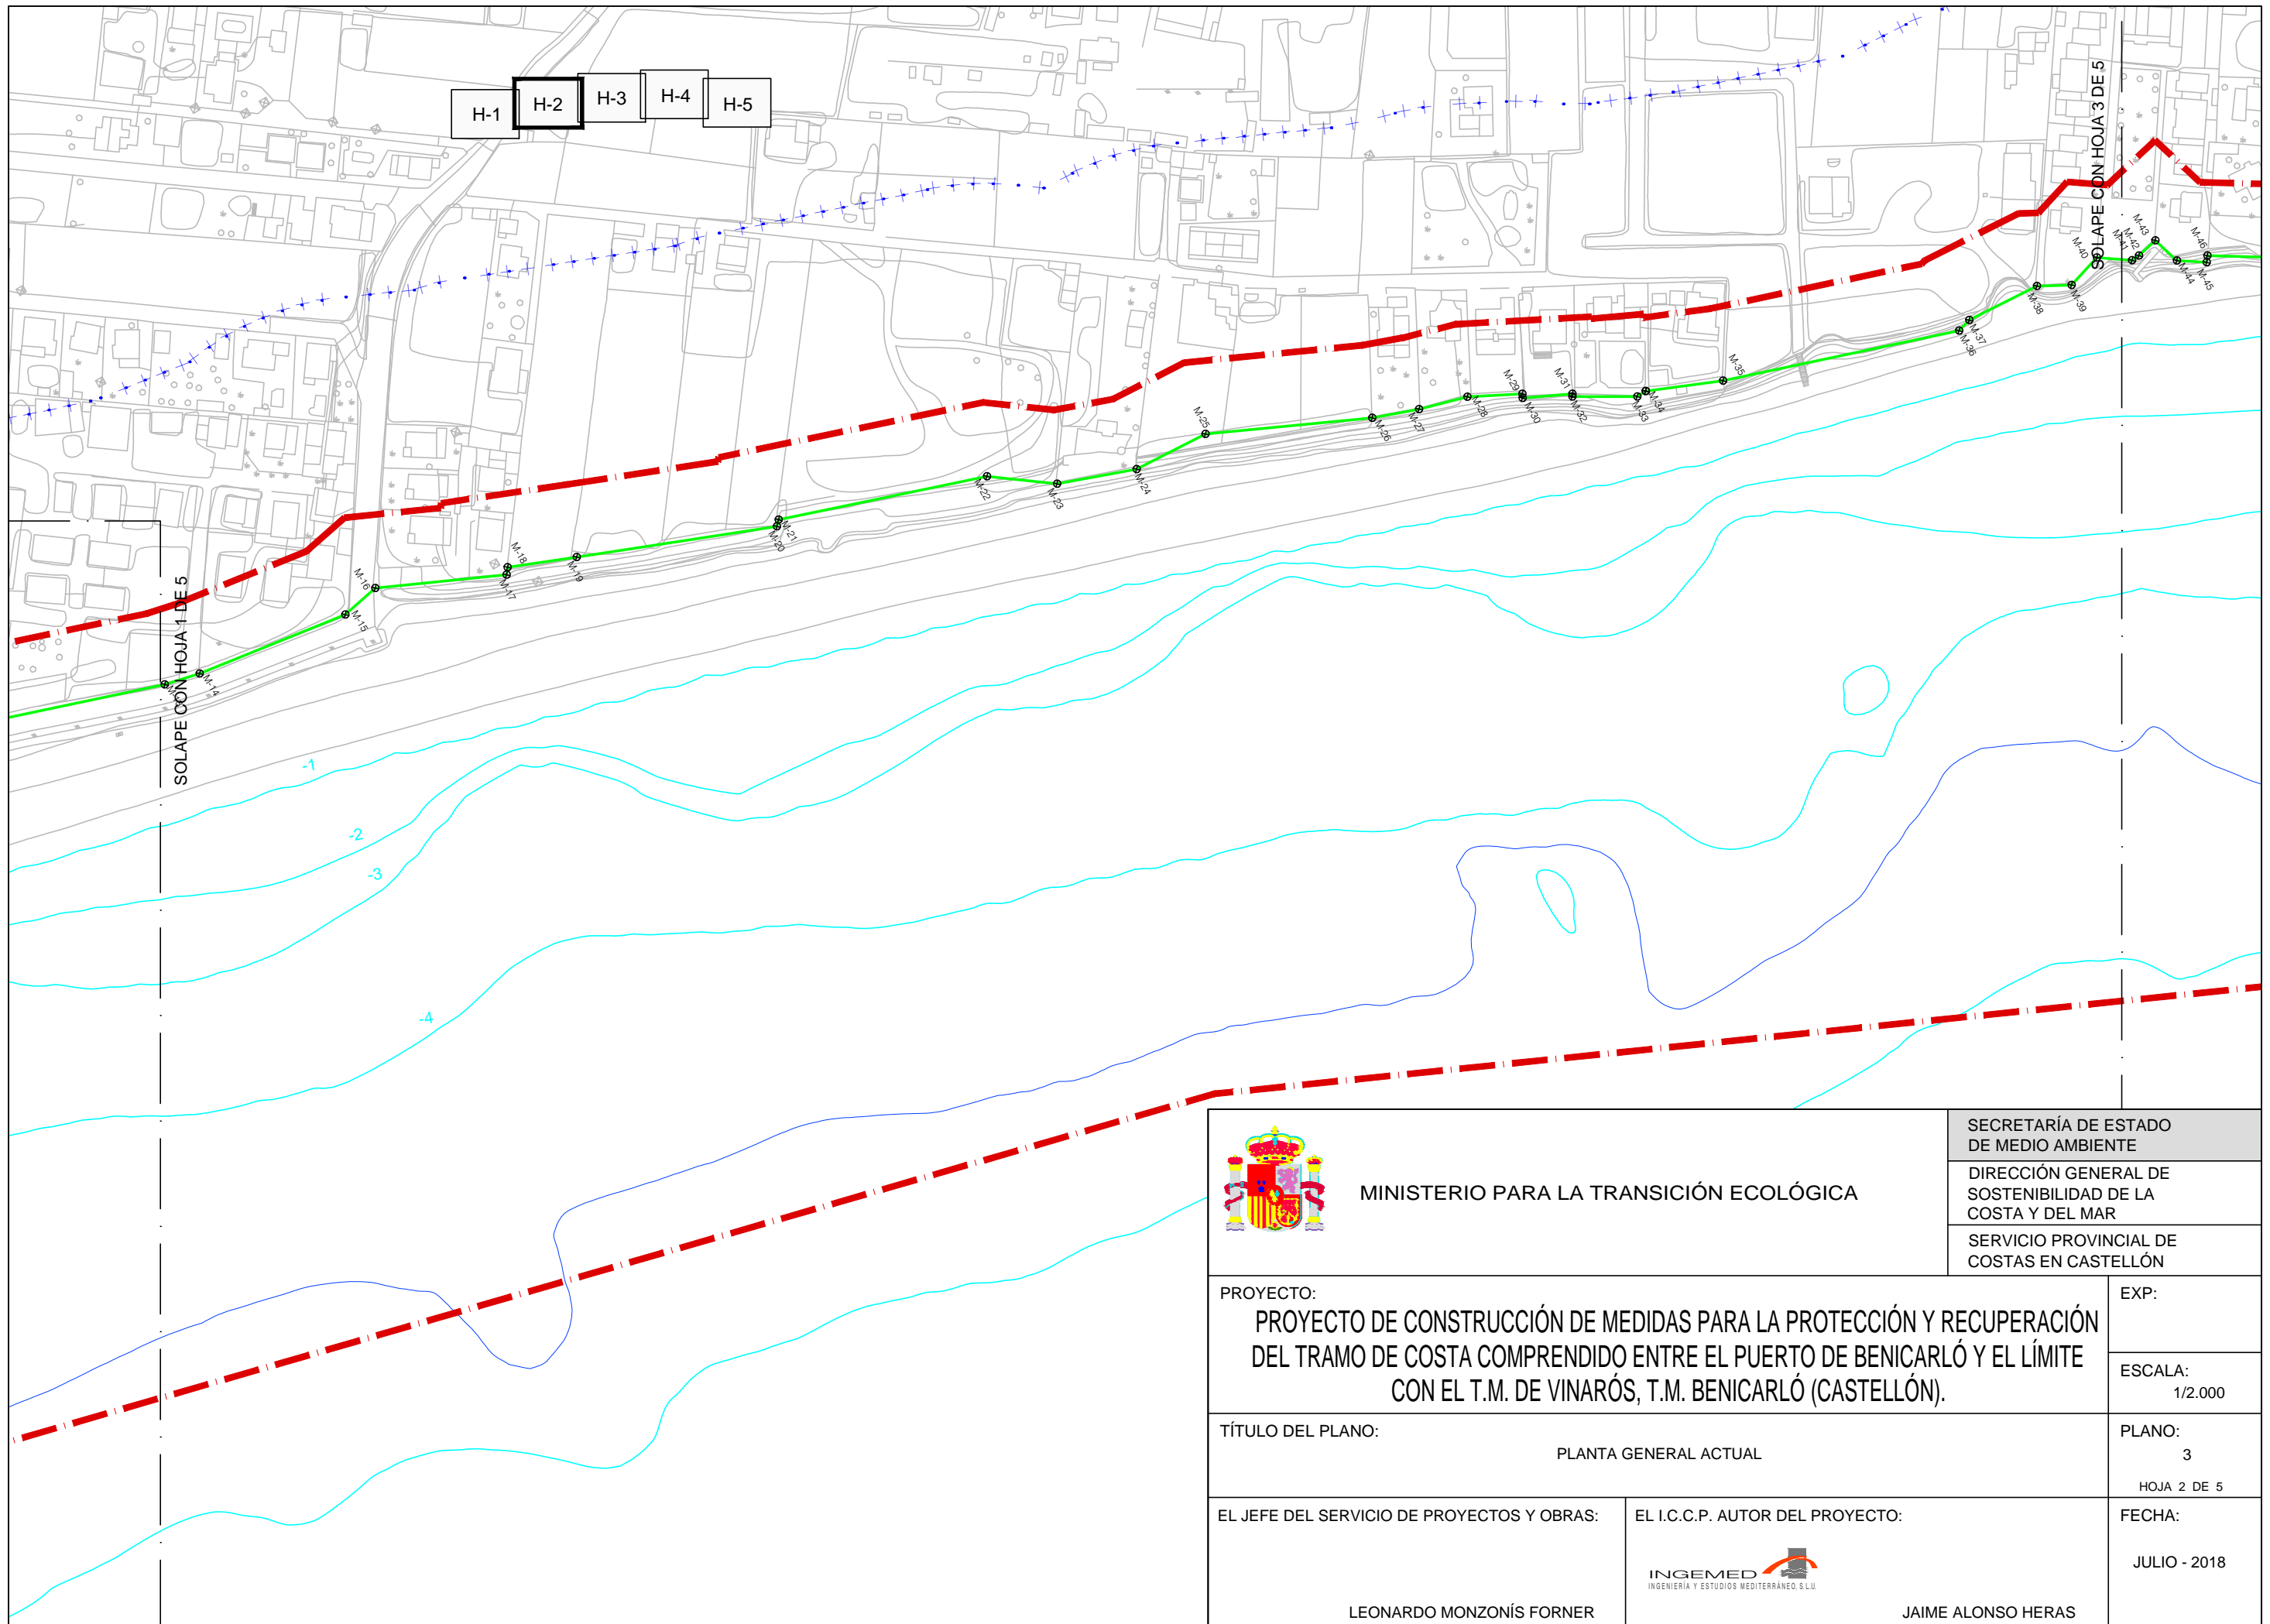 H-1
H-2
H-3
H-4
H-5
SOLAPE CON HOJA 1 DE 5
SOLAPE CON HOJA 3 DE 5
M-14
M-15
M-16
M-17
M-18
M-19
M-20
M-21
M-22
M-23
M-24
M-25
M-26
M-27
M-28
M-29
M-30
M-31
M-32
M-33
M-34
M-35
M-36
M-37
M-38
M-39
M-40
M-41
M-42
M-43
M-44
M-45
M-46
-1
-2
-3
-4
MINISTERIO PARA LA TRANSICIÓN ECOLÓGICA
SECRETARÍA DE ESTADO
DE MEDIO AMBIENTE
DIRECCIÓN GENERAL DE
SOSTENIBILIDAD DE LA
COSTA Y DEL MAR
SERVICIO PROVINCIAL DE
COSTAS EN CASTELLÓN
PROYECTO:
PROYECTO DE CONSTRUCCIÓN DE MEDIDAS PARA LA PROTECCIÓN Y RECUPERACIÓN
DEL TRAMO DE COSTA COMPRENDIDO ENTRE EL PUERTO DE BENICARLÓ Y EL LÍMITE
CON EL T.M. DE VINARÓS, T.M. BENICARLÓ (CASTELLÓN).
EXP:
ESCALA:
1/2.000
TÍTULO DEL PLANO:
PLANTA GENERAL ACTUAL
PLANO:
3
HOJA 2 DE 5
EL JEFE DEL SERVICIO DE PROYECTOS Y OBRAS:
LEONARDO MONZONÍS FORNER
EL I.C.C.P. AUTOR DEL PROYECTO:
INGEMED
INGENIERÍA Y ESTUDIOS MEDITERRÁNEO, S.L.U.
JAIME ALONSO HERAS
FECHA:
JULIO - 2018